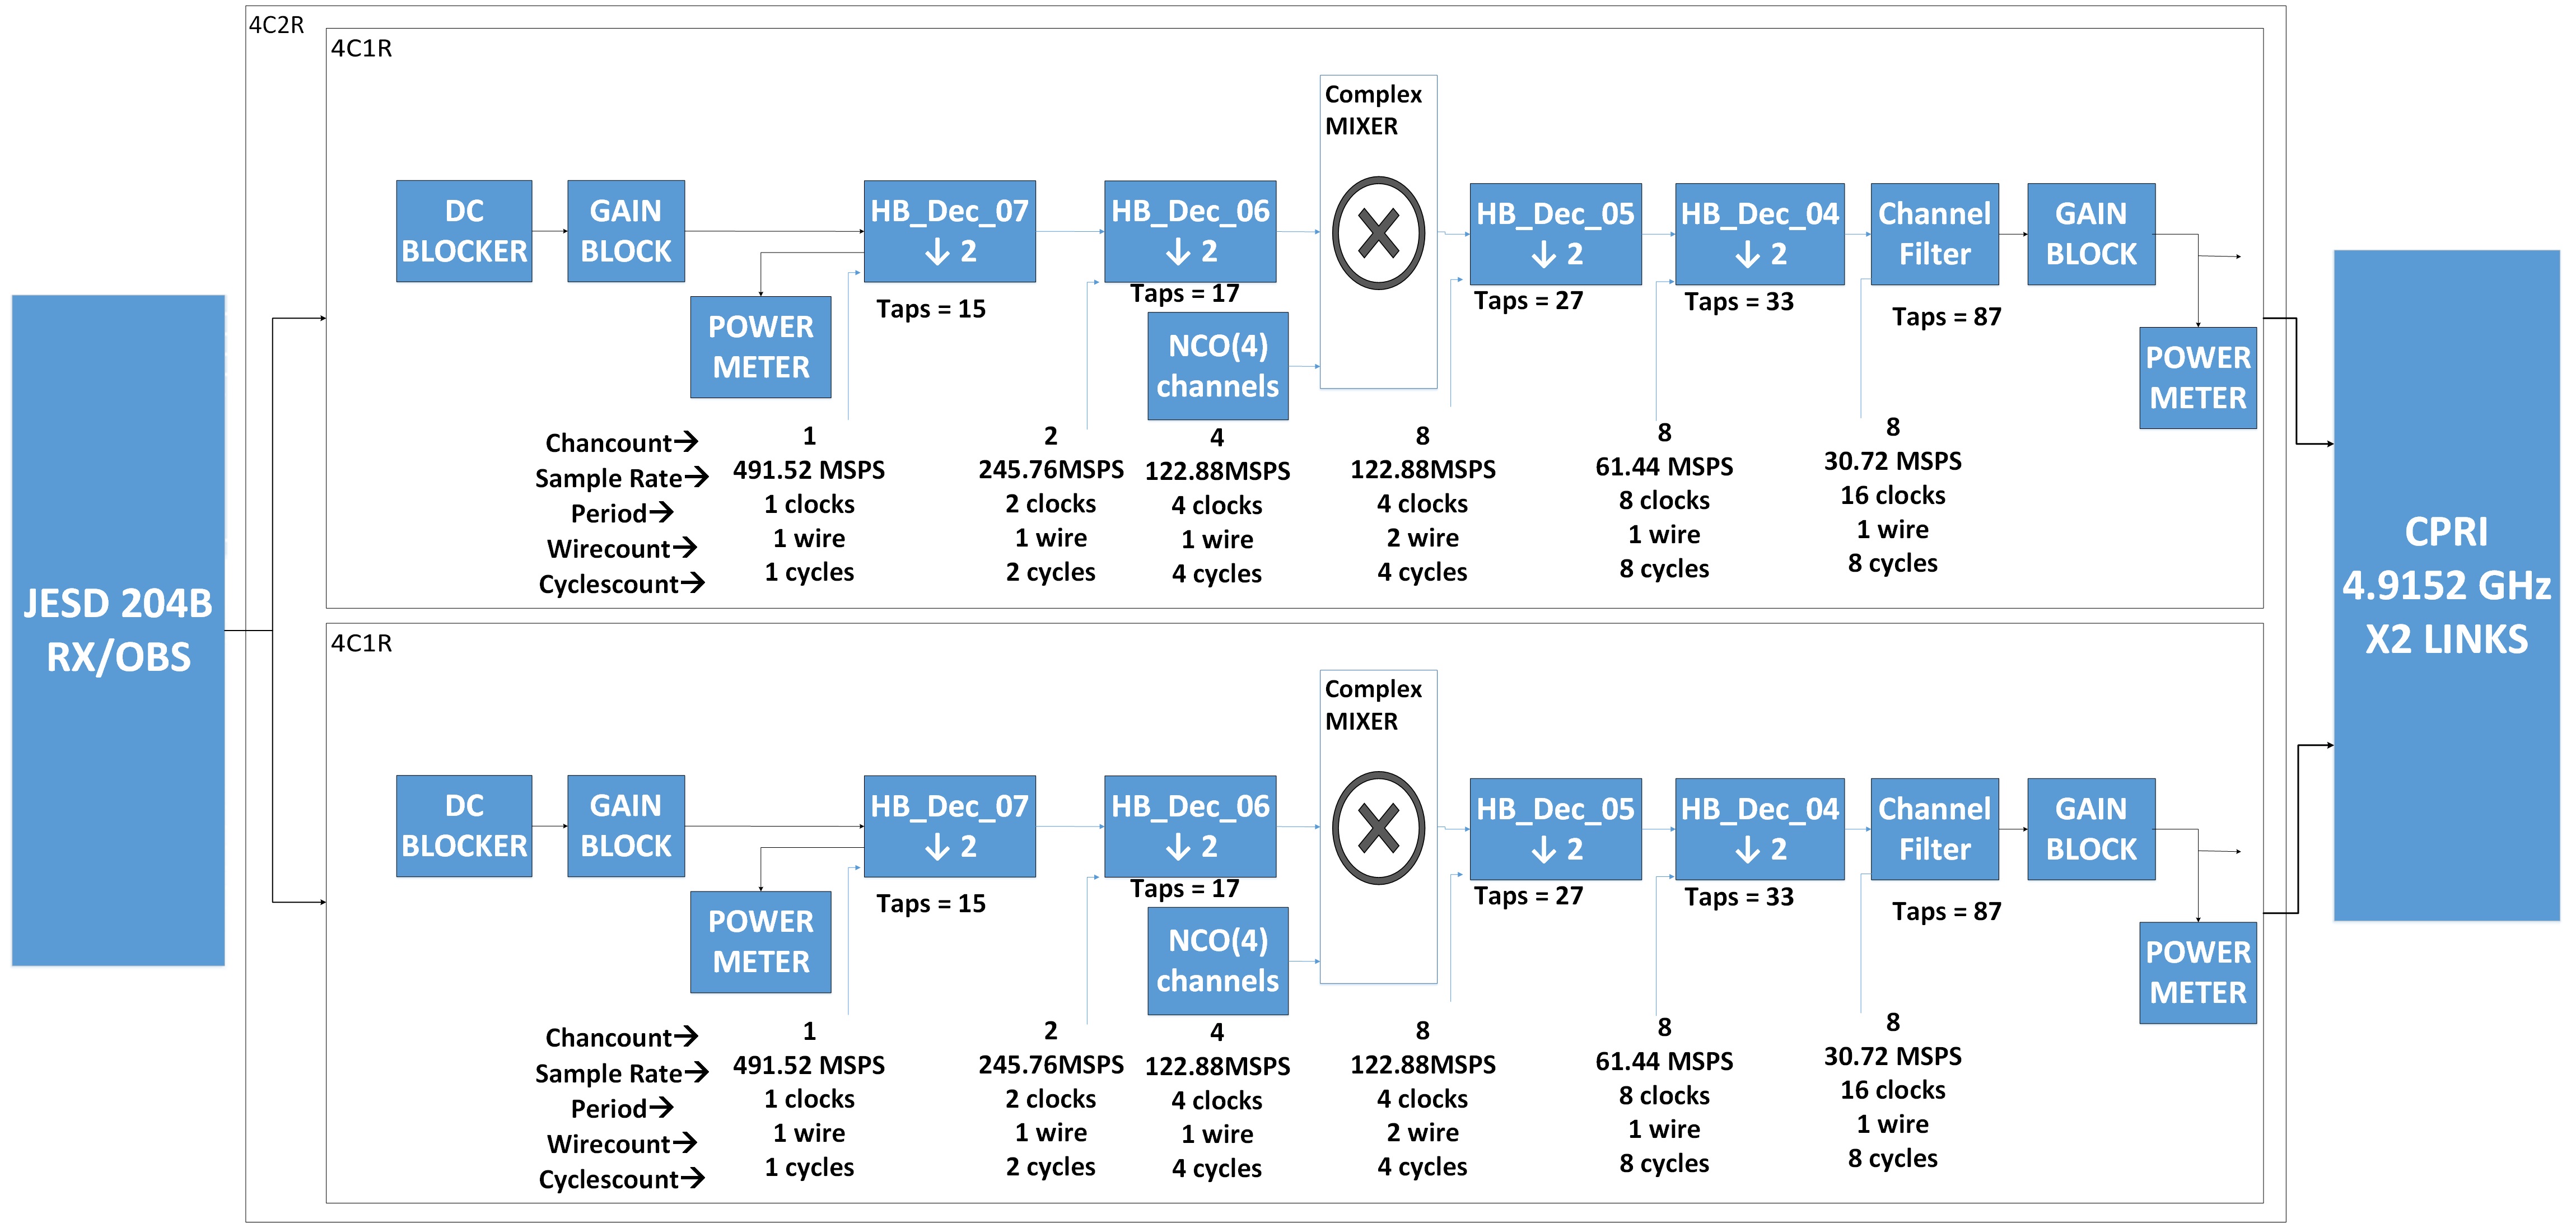 4C2R
4C1R
Complex
MIXER
DC
BLOCKER
GAIN
BLOCK
HB_Dec_07
↓ 2
HB_Dec_06
↓ 2
HB_Dec_05
↓ 2
HB_Dec_04
↓ 2
Channel
Filter
GAIN
BLOCK
Taps = 15
Taps = 17
Taps = 27
Taps = 33
Taps = 87
POWER
METER
NCO(4)
channels
POWER
METER
Chancount→ 1 2 4 8 8 8
Sample Rate→ 491.52 MSPS 245.76MSPS 122.88MSPS 122.88MSPS 61.44 MSPS 30.72 MSPS
Period→ 1 clocks 2 clocks 4 clocks 4 clocks 8 clocks 16 clocks
Wirecount→ 1 wire 1 wire 1 wire 2 wire 1 wire 1 wire
Cyclescount→ 1 cycles 2 cycles 4 cycles 4 cycles 8 cycles 8 cycles
JESD 204B
RX/OBS
CPRI
4.9152 GHz
X2 LINKS
4C1R
Complex
MIXER
DC
BLOCKER
GAIN
BLOCK
HB_Dec_07
↓ 2
HB_Dec_06
↓ 2
HB_Dec_05
↓ 2
HB_Dec_04
↓ 2
Channel
Filter
GAIN
BLOCK
Taps = 15
Taps = 17
Taps = 27
Taps = 33
Taps = 87
POWER
METER
NCO(4)
channels
POWER
METER
Chancount→ 1 2 4 8 8 8
Sample Rate→ 491.52 MSPS 245.76MSPS 122.88MSPS 122.88MSPS 61.44 MSPS 30.72 MSPS
Period→ 1 clocks 2 clocks 4 clocks 4 clocks 8 clocks 16 clocks
Wirecount→ 1 wire 1 wire 1 wire 2 wire 1 wire 1 wire
Cyclescount→ 1 cycles 2 cycles 4 cycles 4 cycles 8 cycles 8 cycles